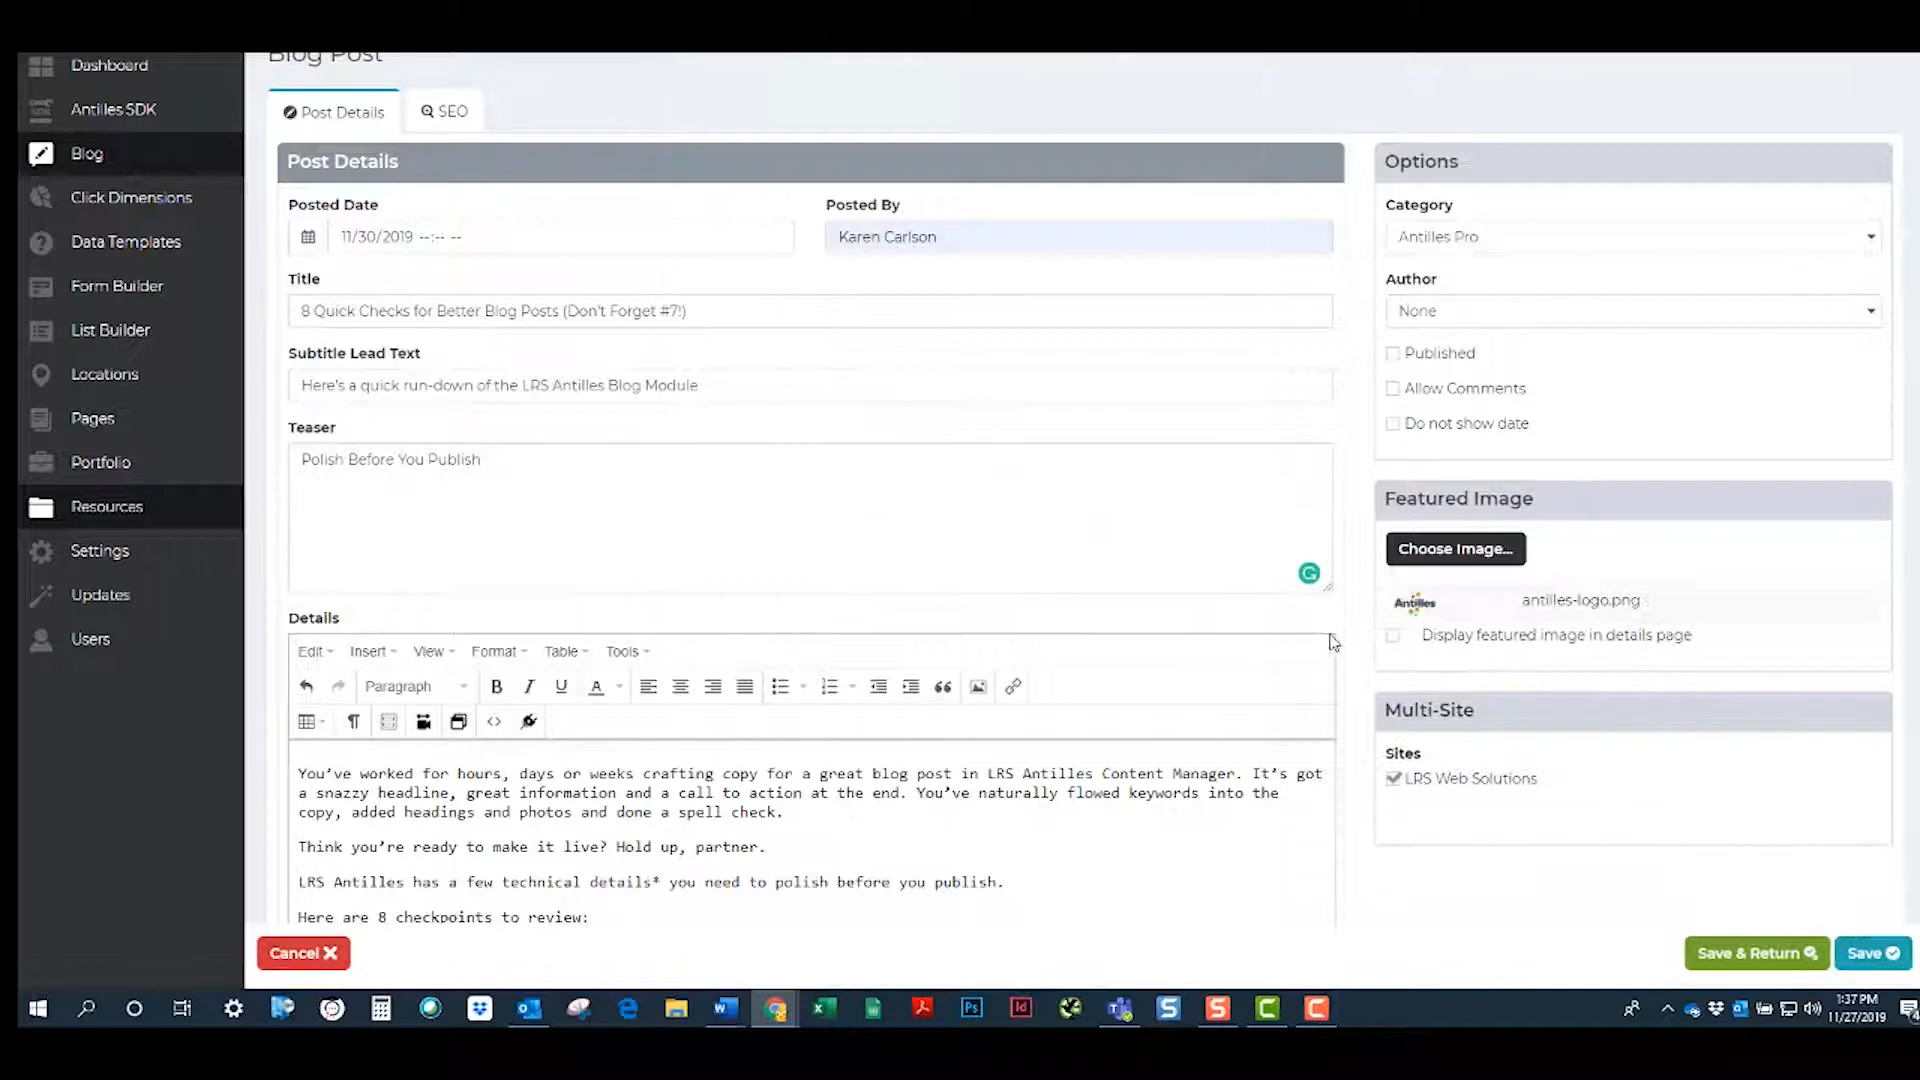 Blog Post
Dashboard
Antilles SDK
Blog
Click Dimensions
Data Templates
Form Builder
List Builder
Locations
Pages
Portfolio
Resources
Settings
Updates
Users
Post Details
SEO
Post Details
Posted Date
Posted By
11/30/2019 --:-- --
Karen Carlson
Title
8 Quick Checks for Better Blog Posts (Don't Forget #7!)
Subtitle Lead Text
Here's a quick run-down of the LRS Antilles Blog Module
Teaser
Polish Before You Publish
Details
Edit Insert View Format Table Tools
Paragraph B I U A
You've worked for hours, days or weeks crafting copy for a great blog post in LRS Antilles Content Manager. It's got
a snazzy headline, great information and a call to action at the end. You've naturally flowed keywords into the
copy, added headings and photos and done a spell check.
Think you're ready to make it live? Hold up, partner.
LRS Antilles has a few technical details* you need to polish before you publish.
Here are 8 checkpoints to review:
Options
Category
Antilles Pro
Author
None
Published
Allow Comments
Do not show date
Featured Image
Choose Image...
Antilles
antilles-logo.png
Display featured image in details page
Multi-Site
Sites
LRS Web Solutions
Cancel
Save & Return
Save
1:37 PM
11/27/2019